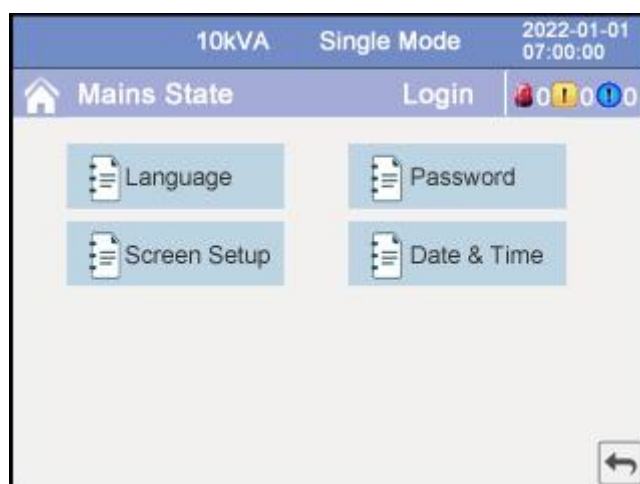 10kVA Single Mode 2022-01-01
07:00:00
Mains State Login 0 ! 0 ! 0
Language Password
Screen Setup Date & Time